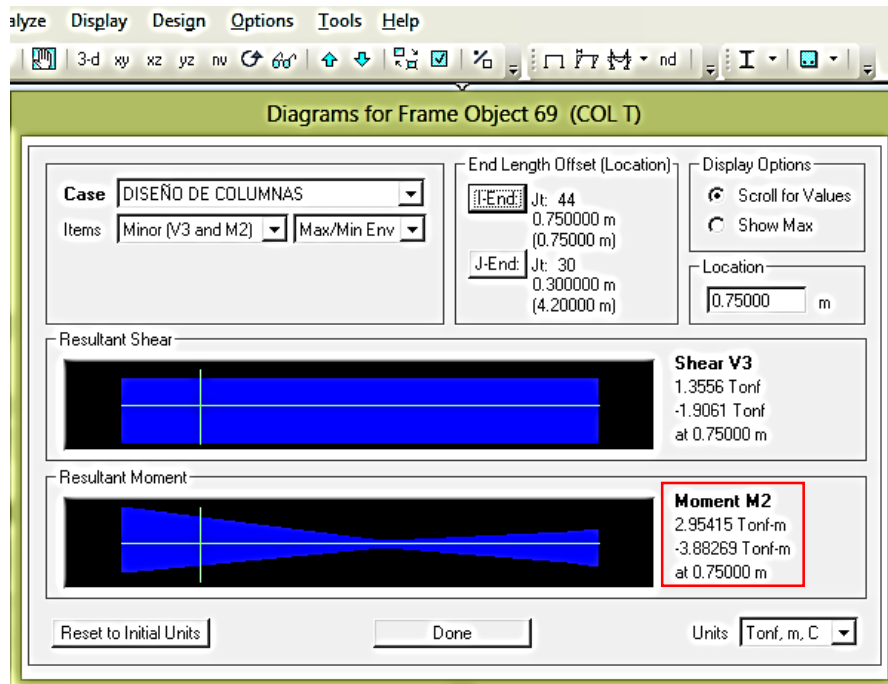 alyze Display Design Options Tools Help
3-d xy xz yz nv nd
Diagrams for Frame Object 69 (COL T)
Case DISEÑO DE COLUMNAS
Items Minor (V3 and M2) Max/Min Env
End Length Offset (Location)
I-End: Jt: 44
0.750000 m
(0.75000 m)
J-End: Jt: 30
0.300000 m
(4.20000 m)
Display Options
Scroll for Values
Show Max
Location
0.75000 m
Resultant Shear
Shear V3
1.3556 Tonf
-1.9061 Tonf
at 0.75000 m
Resultant Moment
Moment M2
2.95415 Tonf-m
-3.88269 Tonf-m
at 0.75000 m
Reset to Initial Units Done Units Tonf, m, C